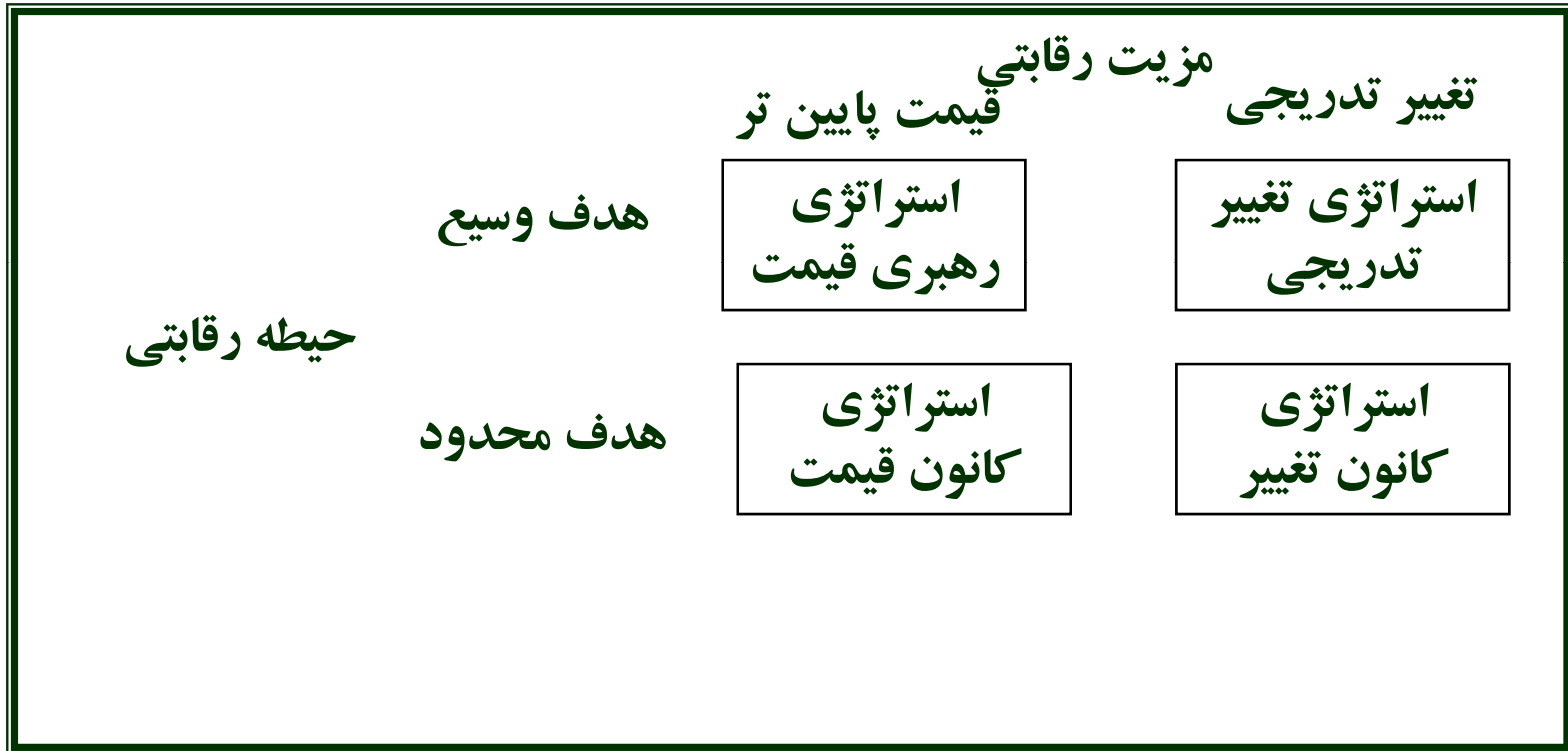 مزیت رقابتی
تغییر تدریجی
قیمت پایین تر
استراتژی تغییر
تدریجی
استراتژی
رهبری قیمت
هدف وسیع
حیطه رقابتی
استراتژی
کانون تغییر
استراتژی
کانون قیمت
هدف محدود